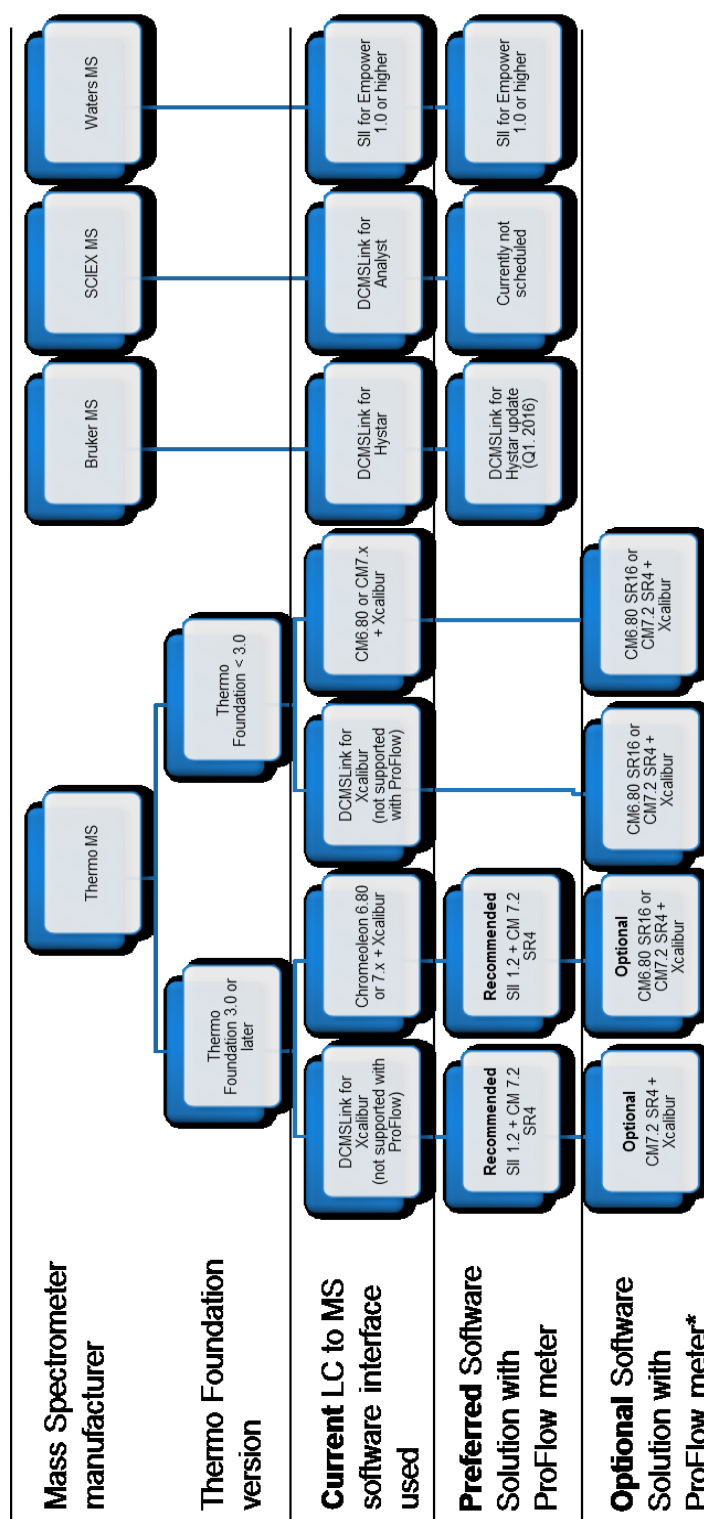 Mass Spectrometer
manufacturer
Thermo MS
Bruker MS
SCIEX MS
Waters MS
Thermo Foundation
version
Thermo
Foundation 3.0 or
later
Thermo
Foundation < 3.0
Current LC to MS
software interface
used
DCMSLink for
Xcalibur
(not supported with
ProFlow)
Chromeoleon 6.80
or 7.x + Xcalibur
DCMSLink for
Xcalibur
(not supported
with ProFlow)
CM6.80 or CM7.x
+ Xcalibur
DCMSLink for
Hystar
DCMSLink for
Analyst
SII for Empower
1.0 or higher
Preferred Software
Solution with
ProFlow meter
Recommended
SII 1.2 + CM 7.2
SR4
Recommended
SII 1.2 + CM 7.2
SR4
DCMSLink for
Hystar update
(Q1. 2016)
Currently not
scheduled
SII for Empower
1.0 or higher
Optional Software
Solution with
ProFlow meter*
Optional
CM7.2 SR4 +
Xcalibur
Optional
CM6.80 SR16 or
CM7.2 SR4 +
Xcalibur
CM6.80 SR16 or
CM7.2 SR4 +
Xcalibur
CM6.80 SR16 or
CM7.2 SR4 +
Xcalibur